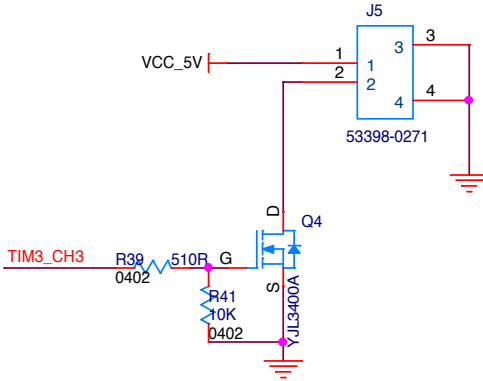 J5
VCC_5V
1
1
3
3
2
2
4
4
53398-0271
D
Q4
TIM3_CH3
R39
510R
G
0402
S
R41
10K
0402
YJL3400A